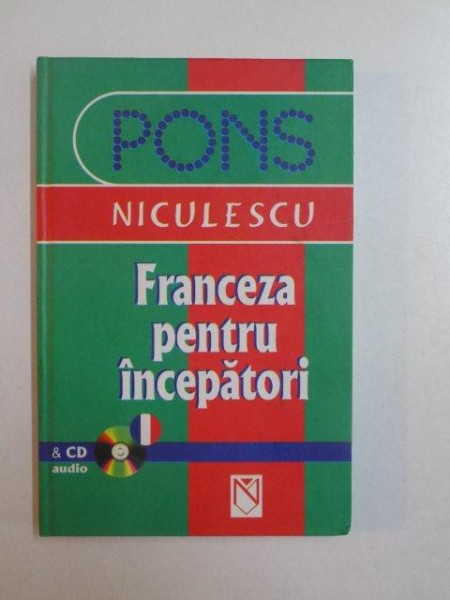 PONS
NICULESCU
Franceza
pentru
începători
& CD
audio